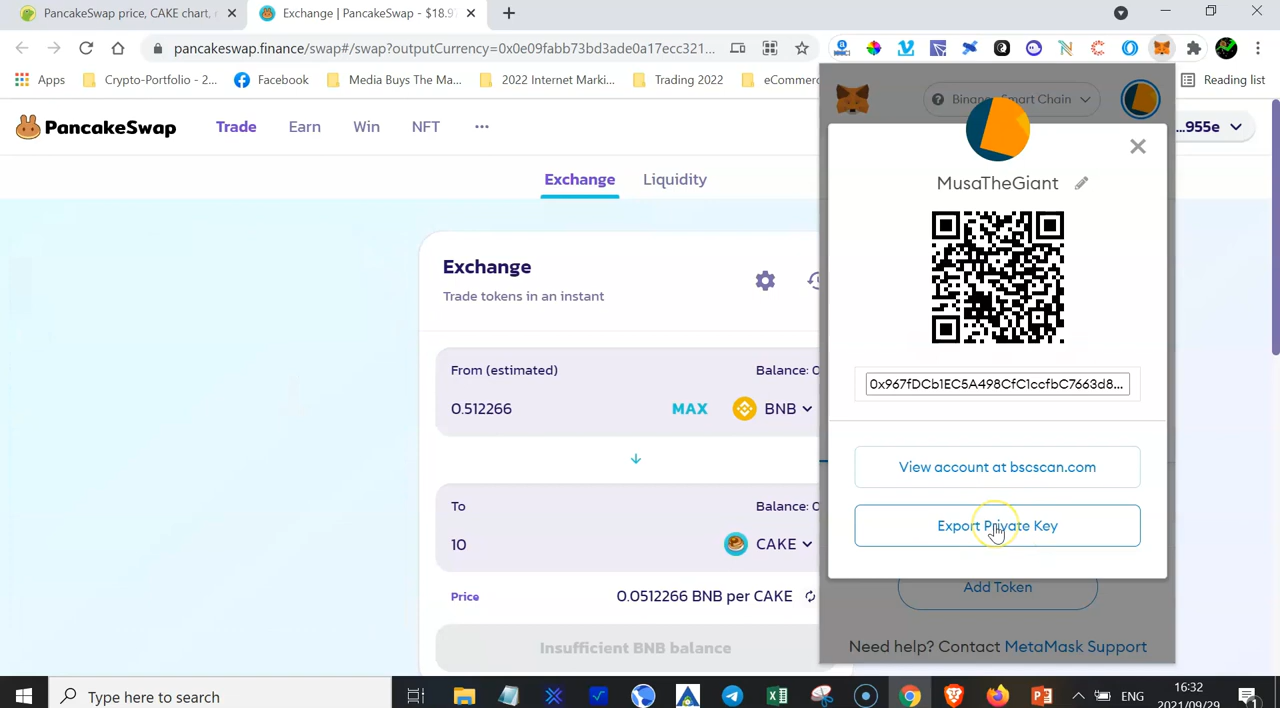 PancakeSwap price, CAKE chart,
Exchange | PancakeSwap - $18.9
pancakeswap.finance/swap#/swap?outputCurrency=0x0e09fabb73bd3ade0a17ecc321...
Apps
Crypto-Portfolio - 2...
Facebook
Media Buys The Ma...
2022 Internet Marki...
Trading 2022
eCommerc
Reading list
PancakeSwap
Trade
Earn
Win
NFT
Binance Smart Chain
...955e
Exchange
Liquidity
MusaTheGiant
Exchange
Trade tokens in an instant
From (estimated)
Balance: 0
0.512266
MAX
BNB
0x967fDCb1EC5A498CfC1ccfbC7663d8...
View account at bscscan.com
To
Balance: 0
10
CAKE
Export Private Key
Price
0.0512266 BNB per CAKE
Add Token
Insufficient BNB balance
Need help? Contact MetaMask Support
Type here to search
ENG
16:32
2021/09/29
1